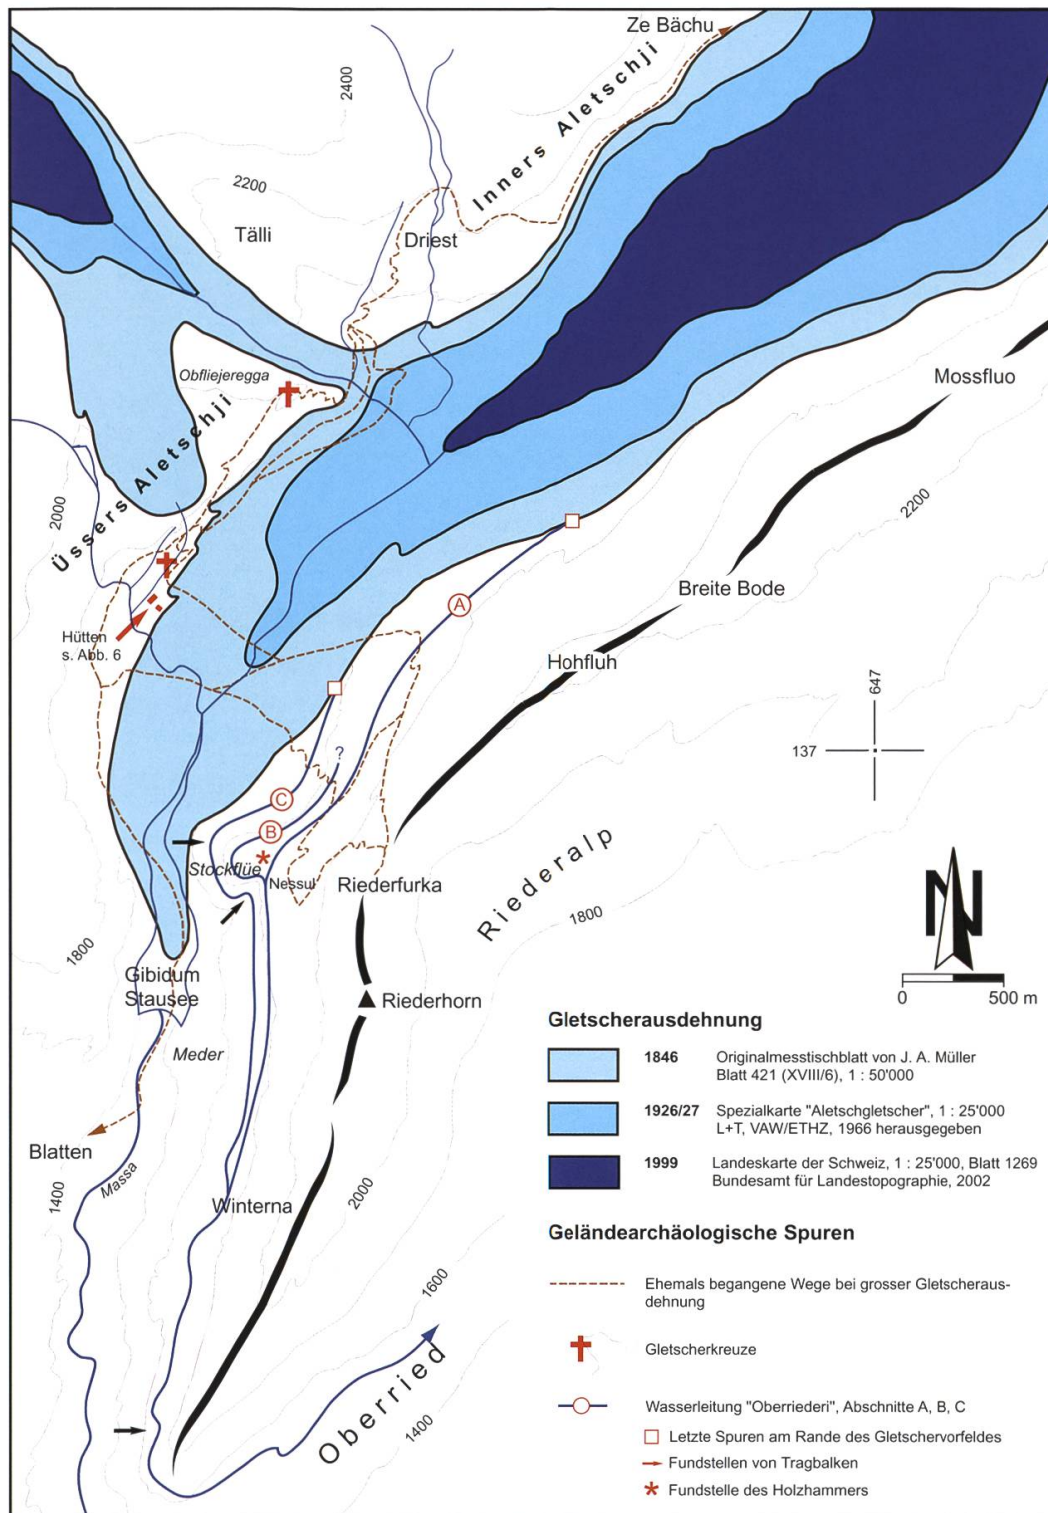 Ze Bächu
2400
Inners Aletschji
2200
Tälli
Driest
Obfliejeregga
Mossfluo
Üssers Aletschji
2000
2200
Breite Bode
A
Hütten
s. Abb. 6
Hohfluh
647
137
?
C
B
Stockflüe
Nessul
Riederfurka
Riederalp
1800
N
1800
Gibidum
Stausee
Riederhorn
0 500 m
Meder
Blatten
Massa
1400
Winterna
2000
1600
Oberried
1400
Gletscherausdehnung
1846 Originalmesstischblatt von J. A. Müller
Blatt 421 (XVIII/6), 1 : 50'000
1926/27 Spezialkarte "Aletschgletscher", 1 : 25'000
L+T, VAW/ETHZ, 1966 herausgegeben
1999 Landeskarte der Schweiz, 1 : 25'000, Blatt 1269
Bundesamt für Landestopographie, 2002
Geländearchäologische Spuren
Ehemals begangene Wege bei grosser Gletscheraus-
dehnung
Gletscherkreuze
Wasserleitung "Oberriederi", Abschnitte A, B, C
Letzte Spuren am Rande des Gletschervorfeldes
Fundstellen von Tragbalken
Fundstelle des Holzhammers